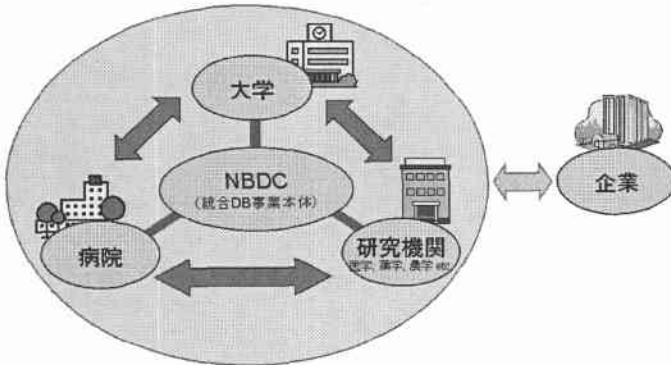 大学
NBDC
(統合DB事業本体)
企業
病院
研究機関
医学, 薬学, 農学 etc